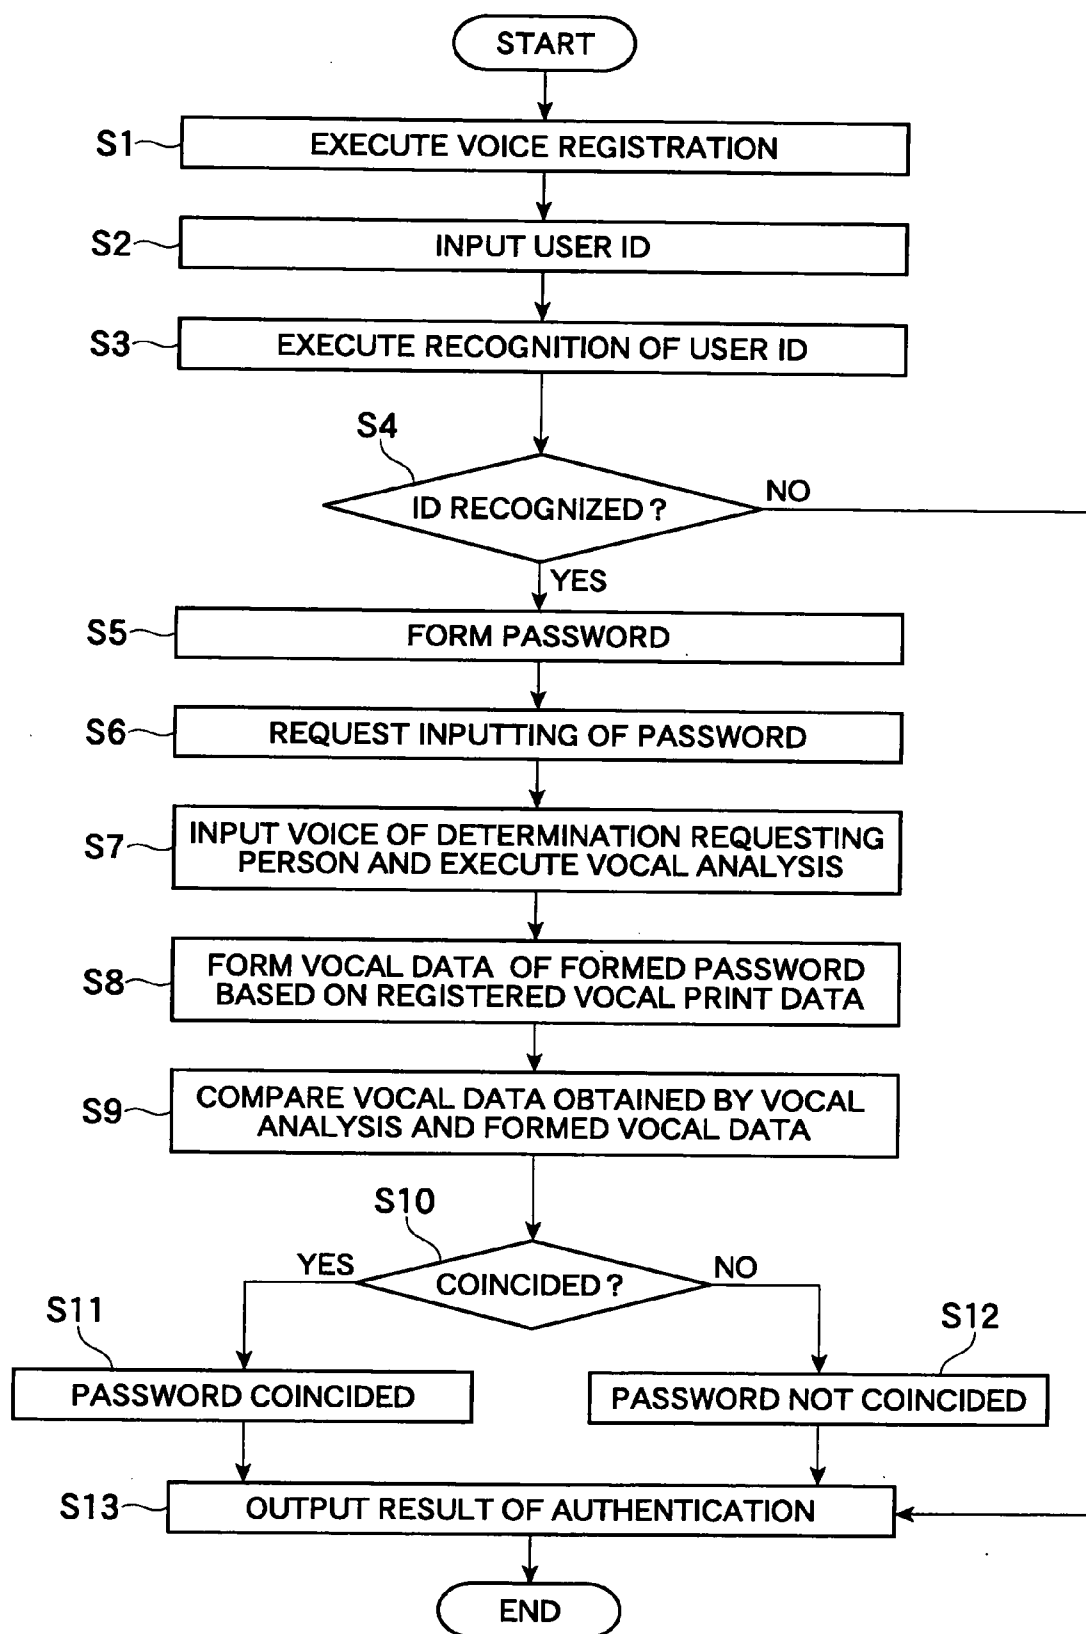 START
S1
EXECUTE VOICE REGISTRATION
S2
INPUT USER ID
S3
EXECUTE RECOGNITION OF USER ID
S4
ID RECOGNIZED ?
NO
YES
S5
FORM PASSWORD
S6
REQUEST INPUTTING OF PASSWORD
S7
INPUT VOICE OF DETERMINATION REQUESTING
PERSON AND EXECUTE VOCAL ANALYSIS
S8
FORM VOCAL DATA OF FORMED PASSWORD
BASED ON REGISTERED VOCAL PRINT DATA
S9
COMPARE VOCAL DATA OBTAINED BY VOCAL
ANALYSIS AND FORMED VOCAL DATA
S10
YES
COINCIDED ?
NO
S11
PASSWORD COINCIDED
S12
PASSWORD NOT COINCIDED
S13
OUTPUT RESULT OF AUTHENTICATION
END